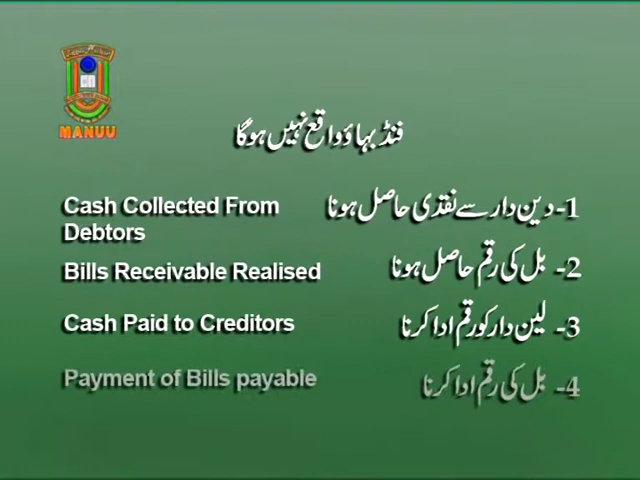 MANUU
فنڈ بہاؤ واقع نہیں ہوگا
Cash Collected From
Debtors
1- دین دار سے نقدی حاصل ہونا
Bills Receivable Realised
2- بل کی رقم حاصل ہونا
Cash Paid to Creditors
3- لین دار کو رقم ادا کرنا
Payment of Bills payable
4- بل کی رقم ادا کرنا